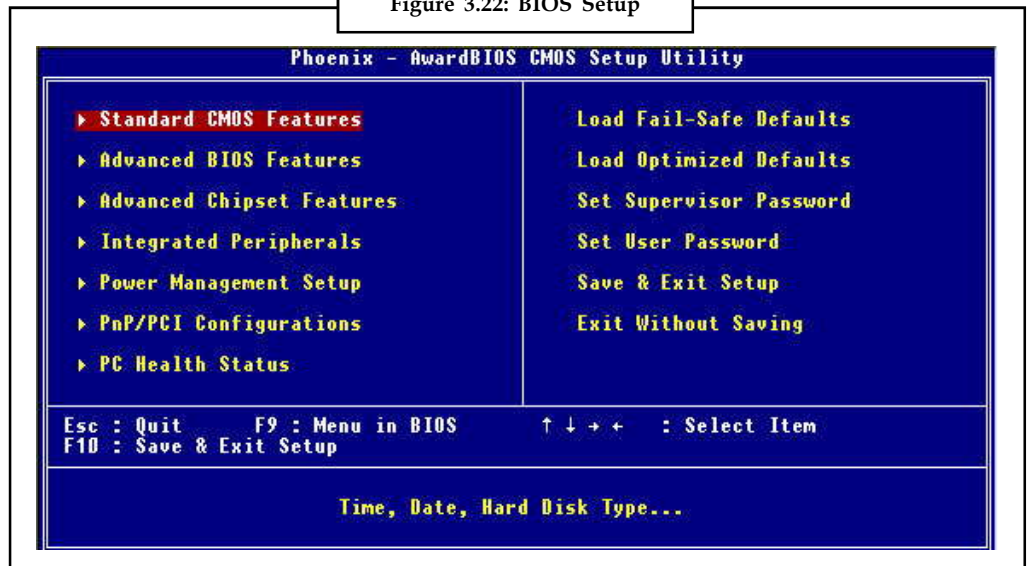 Figure 3.22: BIOS Setup
Phoenix - AwardBIOS CMOS Setup Utility
▸ Standard CMOS Features
▸ Advanced BIOS Features
▸ Advanced Chipset Features
▸ Integrated Peripherals
▸ Power Management Setup
▸ PnP/PCI Configurations
▸ PC Health Status
Load Fail-Safe Defaults
Load Optimized Defaults
Set Supervisor Password
Set User Password
Save & Exit Setup
Exit Without Saving
Esc : Quit F9 : Menu in BIOS ↑ ↓ → ← : Select Item
F10 : Save & Exit Setup
Time, Date, Hard Disk Type...